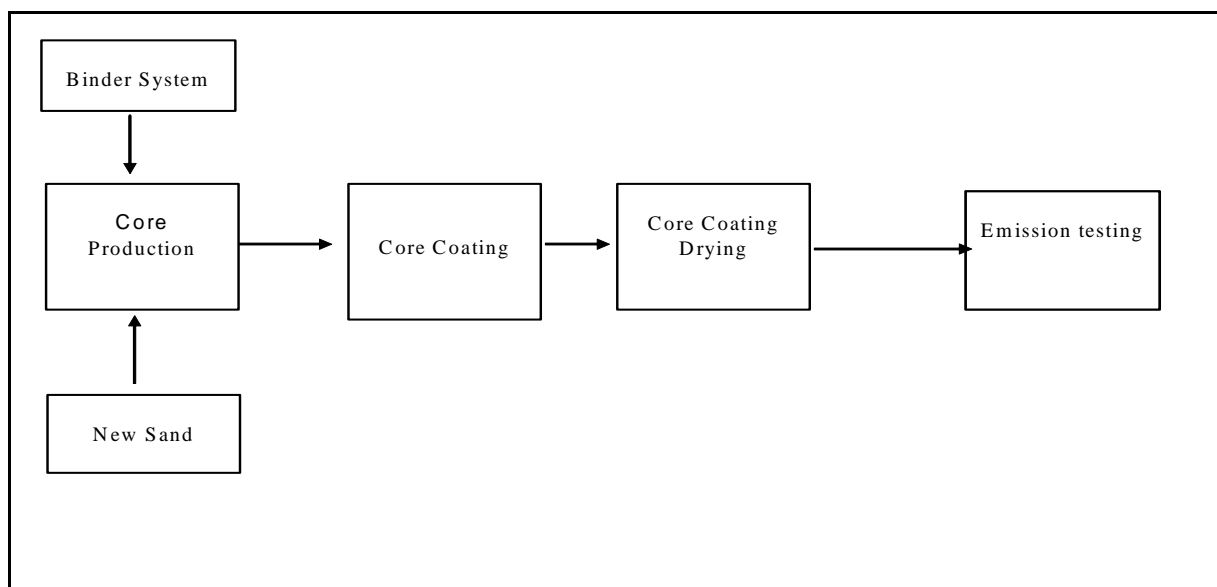 Binder System
Core
Production
Core Coating
Core Coating
Drying
Emission testing
New Sand